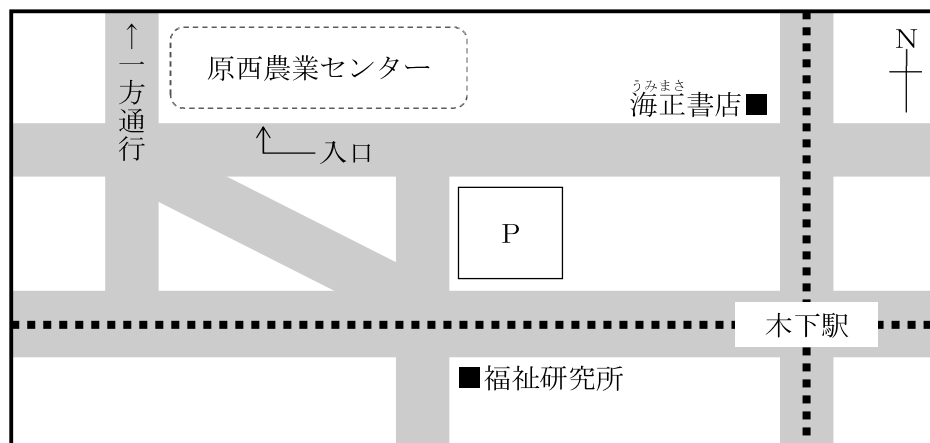 ↑一方通行
原西農業センター
入口
うみまさ
海正書店
N
P
木下駅
福祉研究所